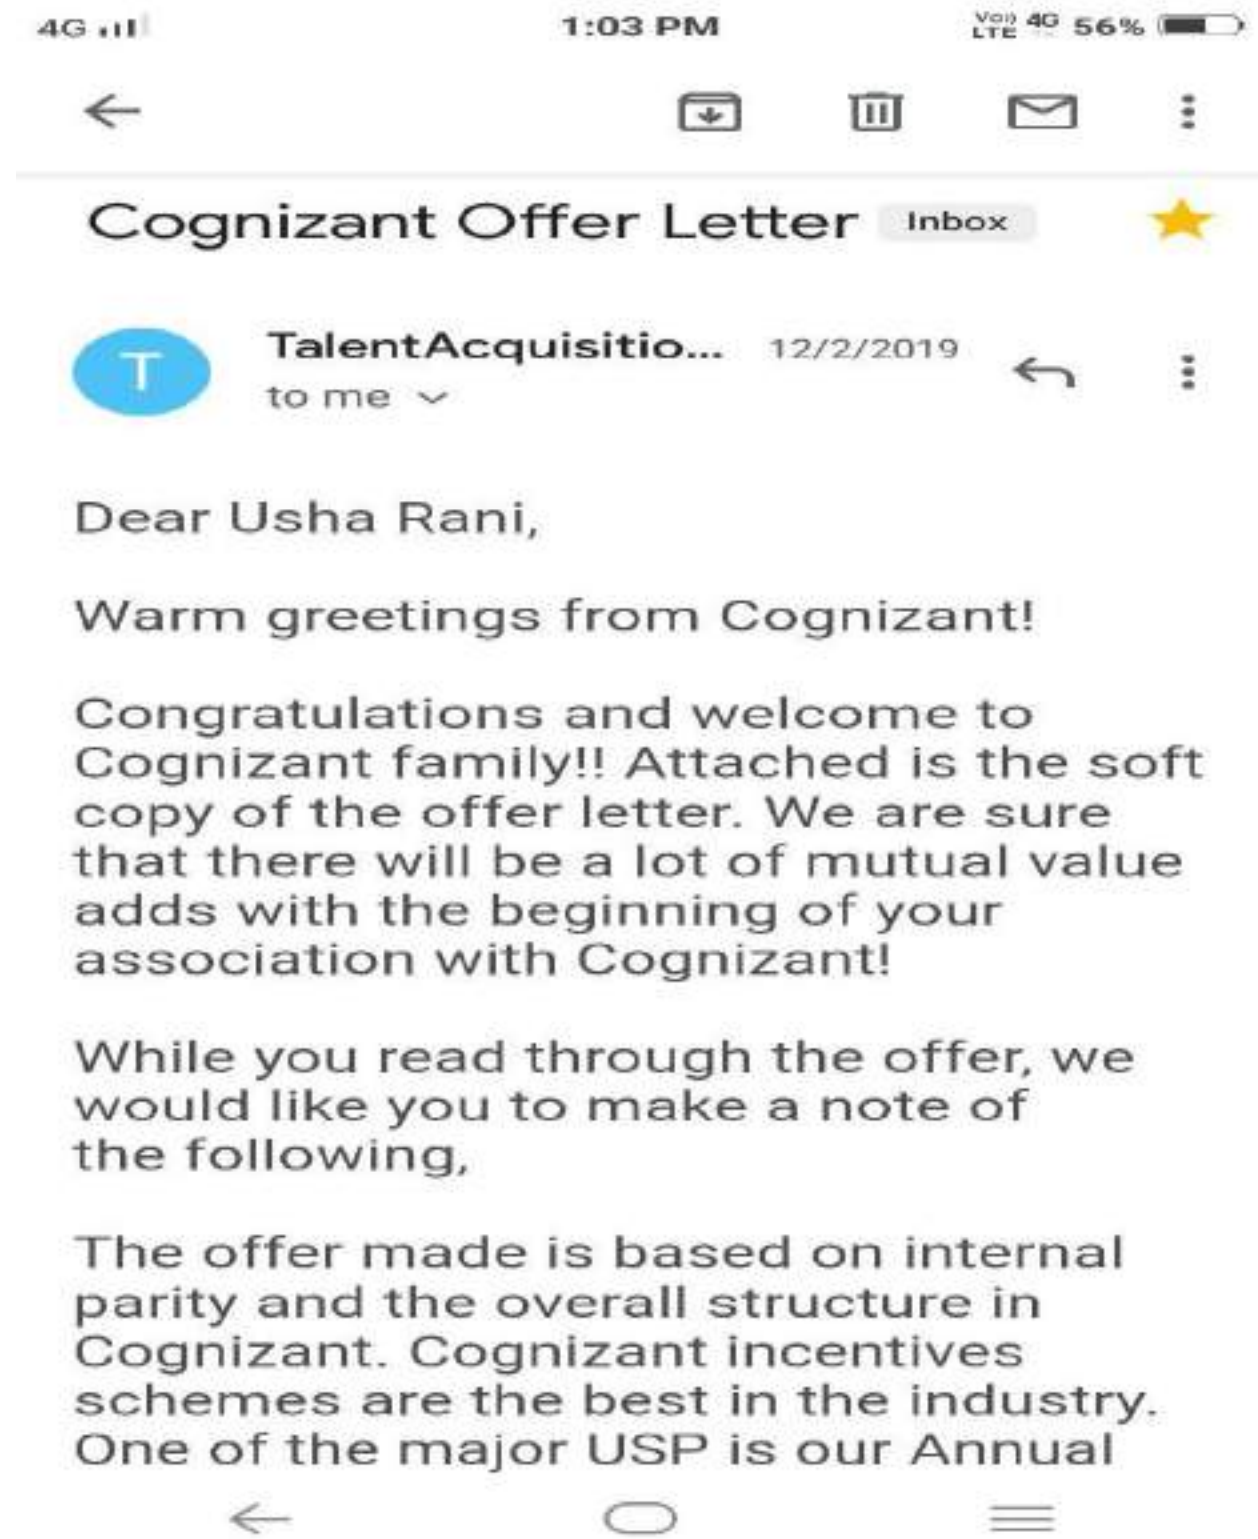 4G 1:03 PM Voi) LTE 4G 56%
Cognizant Offer Letter Inbox
T
TalentAcquisitio... 12/2/2019
to me
Dear Usha Rani,
Warm greetings from Cognizant!
Congratulations and welcome to
Cognizant family!! Attached is the soft
copy of the offer letter. We are sure
that there will be a lot of mutual value
adds with the beginning of your
association with Cognizant!
While you read through the offer, we
would like you to make a note of
the following,
The offer made is based on internal
parity and the overall structure in
Cognizant. Cognizant incentives
schemes are the best in the industry.
One of the major USP is our Annual